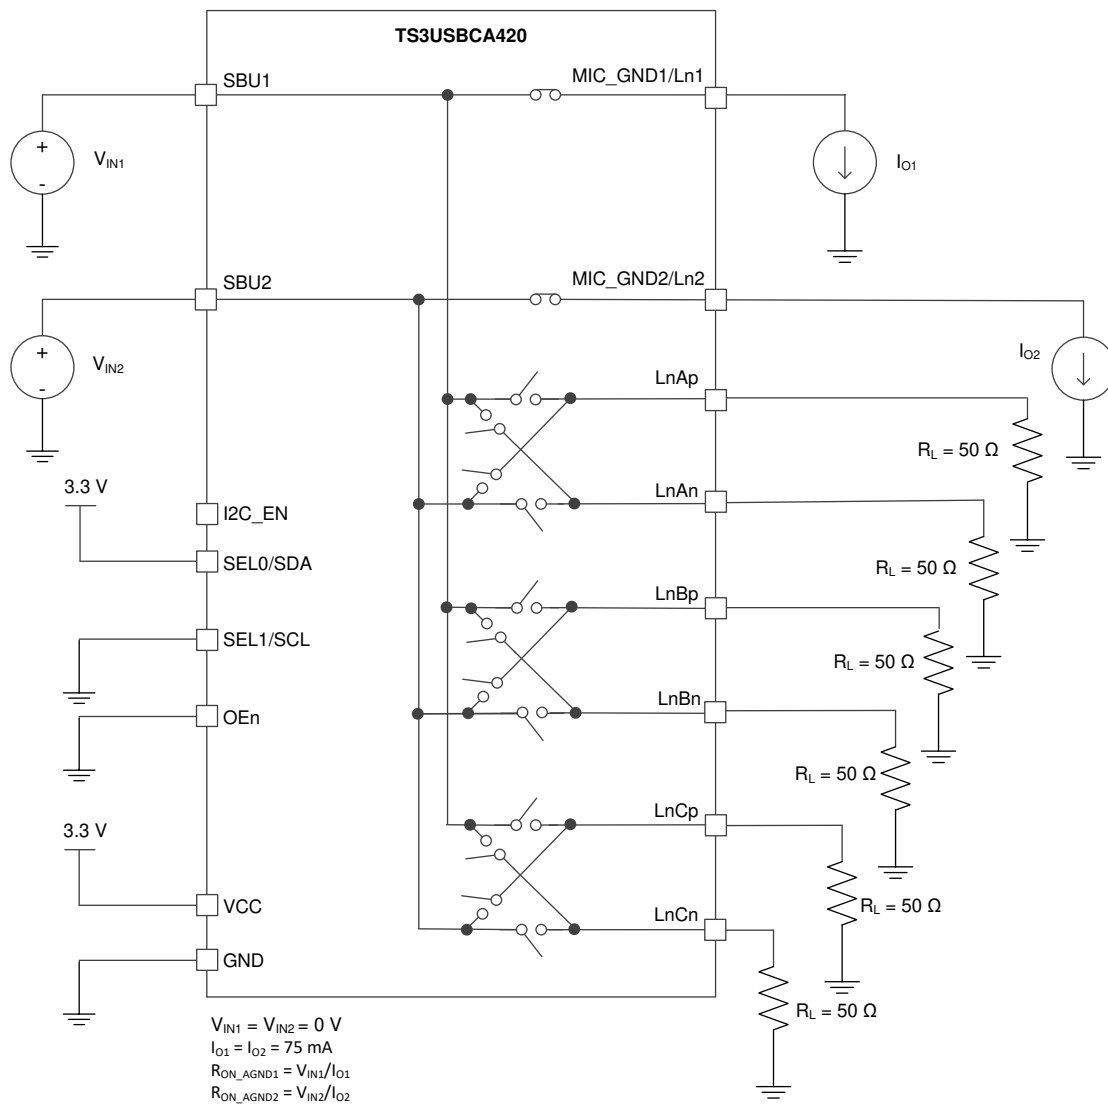 TS3USBCA420
SBU1
MIC_GND1/Ln1
+
-
VIN1
IO1
SBU2
MIC_GND2/Ln2
+
-
VIN2
IO2
LnAp
RL = 50 Ω
3.3 V
I2C_EN
LnAn
SEL0/SDA
RL = 50 Ω
LnBp
SEL1/SCL
RL = 50 Ω
OEn
LnBn
RL = 50 Ω
3.3 V
LnCp
VCC
RL = 50 Ω
LnCn
GND
RL = 50 Ω
VIN1 = VIN2 = 0 V
IO1 = IO2 = 75 mA
RON_AGND1 = VIN1/IO1
RON_AGND2 = VIN2/IO2